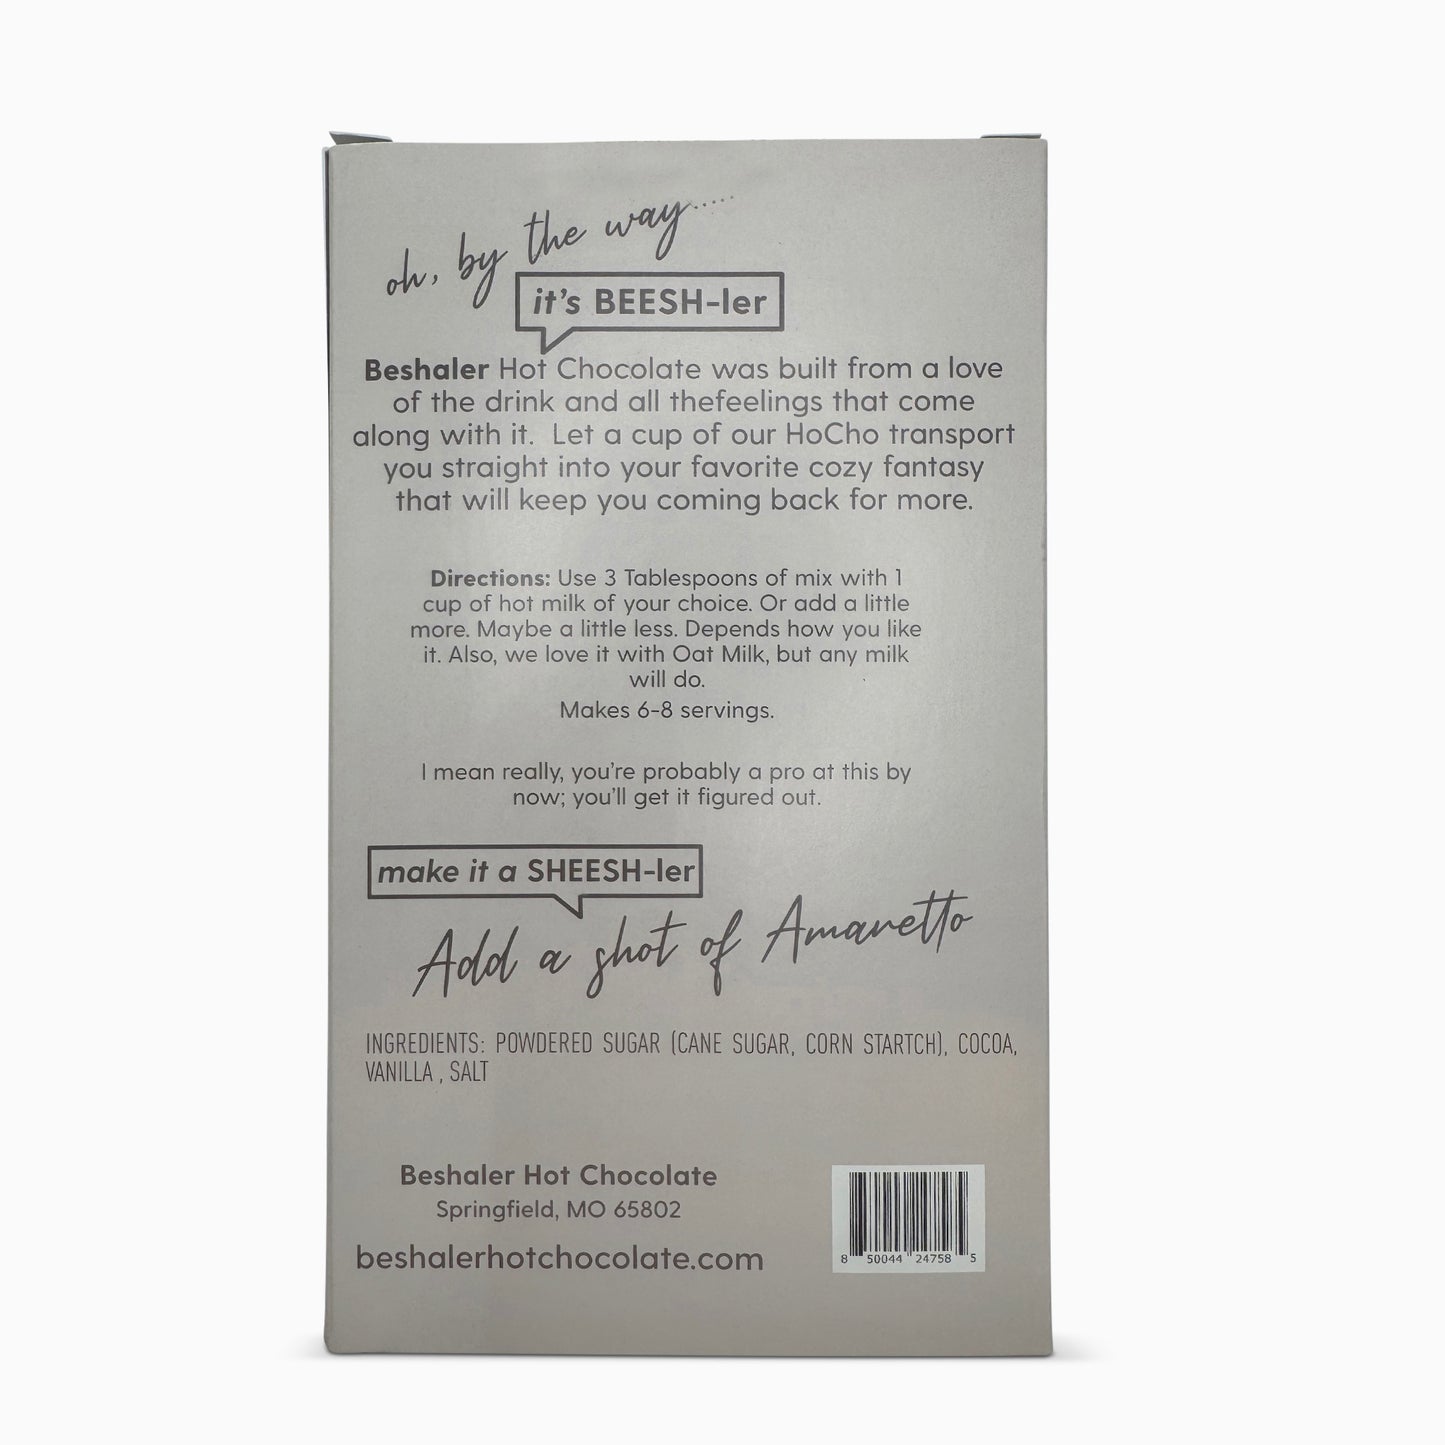 oh, by the way.....
it's BEESH-ler
Beshaler Hot Chocolate was built from a love
of the drink and all thefeelings that come
along with it. Let a cup of our HoCho transport
you straight into your favorite cozy fantasy
that will keep you coming back for more.
Directions: Use 3 Tablespoons of mix with 1
cup of hot milk of your choice. Or add a little
more. Maybe a little less. Depends how you like
it. Also, we love it with Oat Milk, but any milk
will do.
Makes 6-8 servings.
I mean really, you're probably a pro at this by
now; you'll get it figured out.
make it a SHEESH-ler
Add a shot of Amaretto
INGREDIENTS: POWDERED SUGAR (CANE SUGAR, CORN STARTCH), COCOA,
VANILLA , SALT
Beshaler Hot Chocolate
Springfield, MO 65802
beshalerhotchocolate.com
8 50044 24758 5